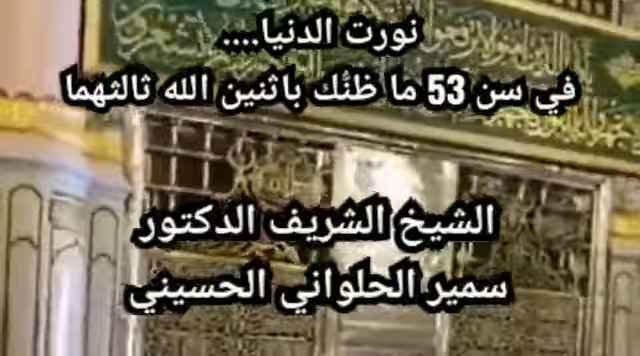 نورت الدنيا....
في سن 53 ما ظنُّك باثنين الله ثالثهما
الشيخ الشريف الدكتور
سمير الحلواني الحسيني